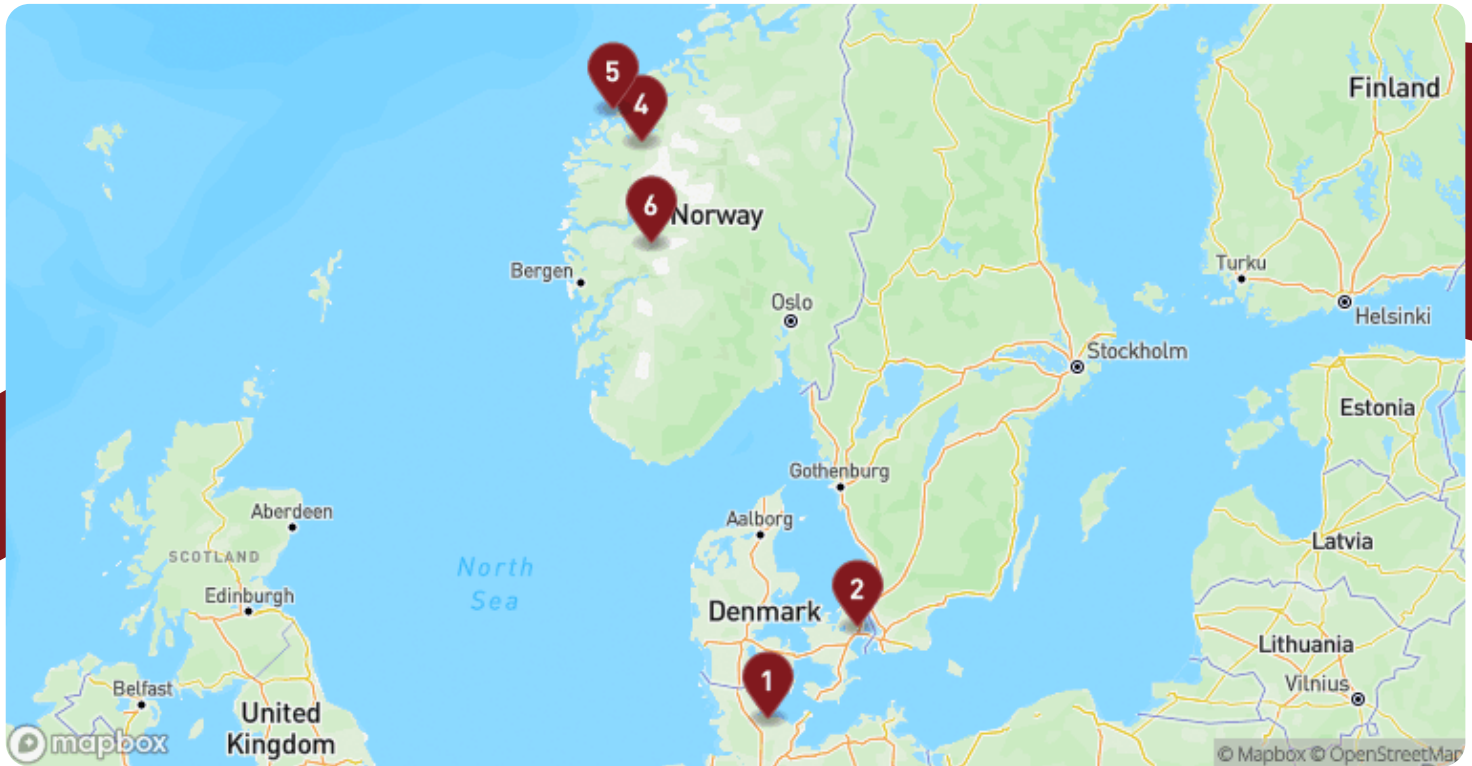 5
4
Finland
6
Norway
Bergen
Turku
Oslo
Helsinki
Stockholm
Estonia
Gothenburg
Aberdeen
Aalborg
SCOTLAND
Latvia
North
Sea
Edinburgh
2
Denmark
Lithuania
1
Belfast
Vilnius
United
Kingdom
mapbox
© Mapbox © OpenStreetMap